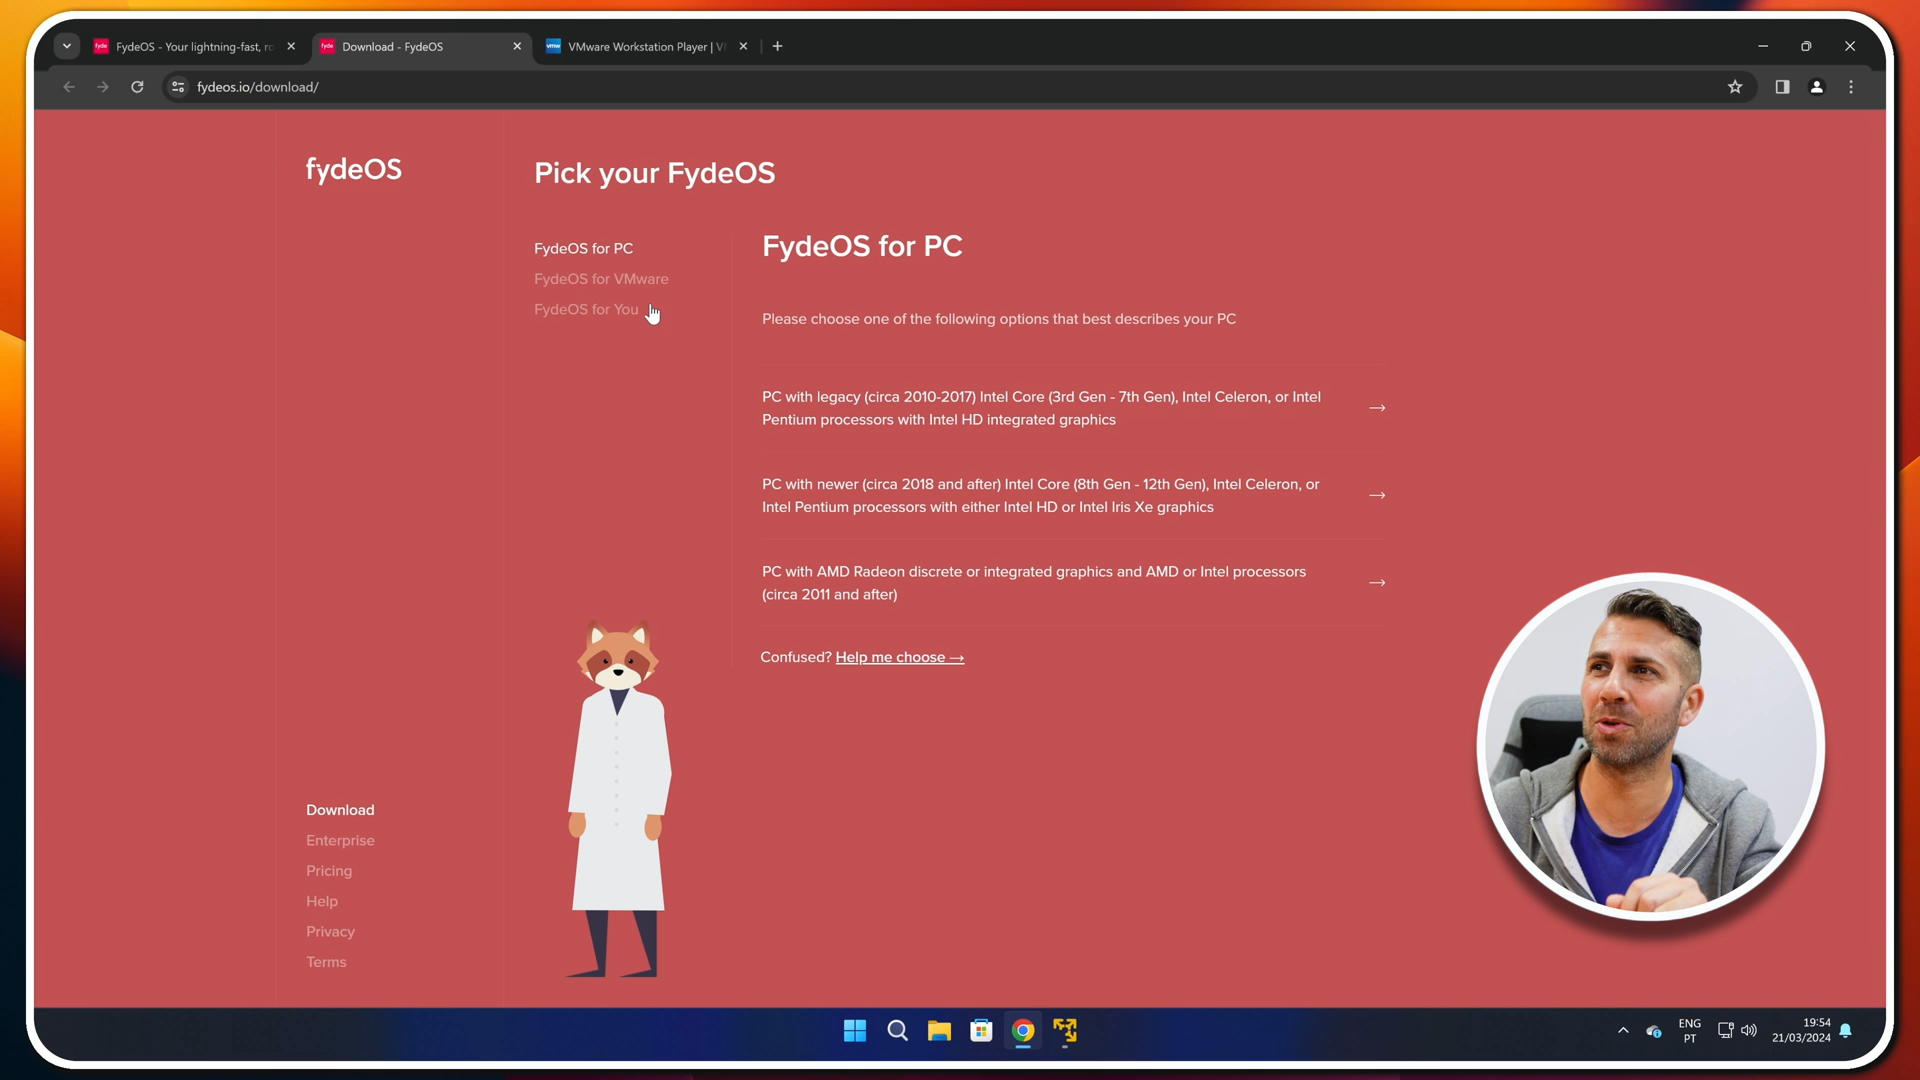 fyde
FydeOS - Your lightning-fast, ro
fyde
Download - FydeOS
vmw
VMware Workstation Player | V
fydeos.io/download/
fydeOS
Pick your FydeOS
FydeOS for PC
FydeOS for VMware
FydeOS for You
FydeOS for PC
Please choose one of the following options that best describes your PC
PC with legacy (circa 2010-2017) Intel Core (3rd Gen - 7th Gen), Intel Celeron, or Intel
Pentium processors with Intel HD integrated graphics
PC with newer (circa 2018 and after) Intel Core (8th Gen - 12th Gen), Intel Celeron, or
Intel Pentium processors with either Intel HD or Intel Iris Xe graphics
PC with AMD Radeon discrete or integrated graphics and AMD or Intel processors
(circa 2011 and after)
Confused? Help me choose →
Download
Enterprise
Pricing
Help
Privacy
Terms
ENG
PT
19:54
21/03/2024